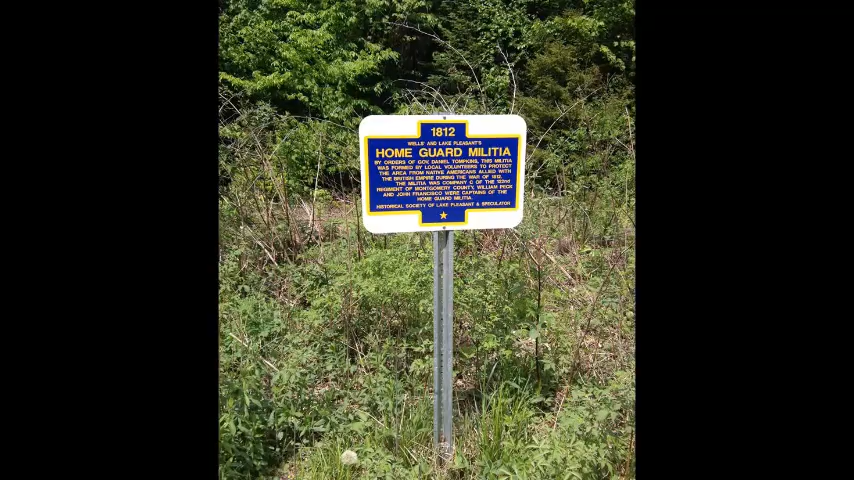 1812
WELLS' AND LAKE PLEASANT'S
HOME GUARD MILITIA
BY ORDERS OF GOV. DANIEL TOMPKINS, THIS MILITIA
WAS FORMED BY LOCAL VOLUNTEERS TO PROTECT
THE AREA FROM NATIVE AMERICANS ALLIED WITH
THE BRITISH EMPIRE DURING THE WAR OF 1812.
THE MILITIA WAS COMPANY C OF THE 132nd
REGIMENT OF MONTGOMERY COUNTY. WILLIAM PECK
AND JOHN FRANCISCO WERE CAPTAINS OF THE
HOME GUARD MILITIA.
HISTORICAL SOCIETY OF LAKE PLEASANT & SPECULATOR